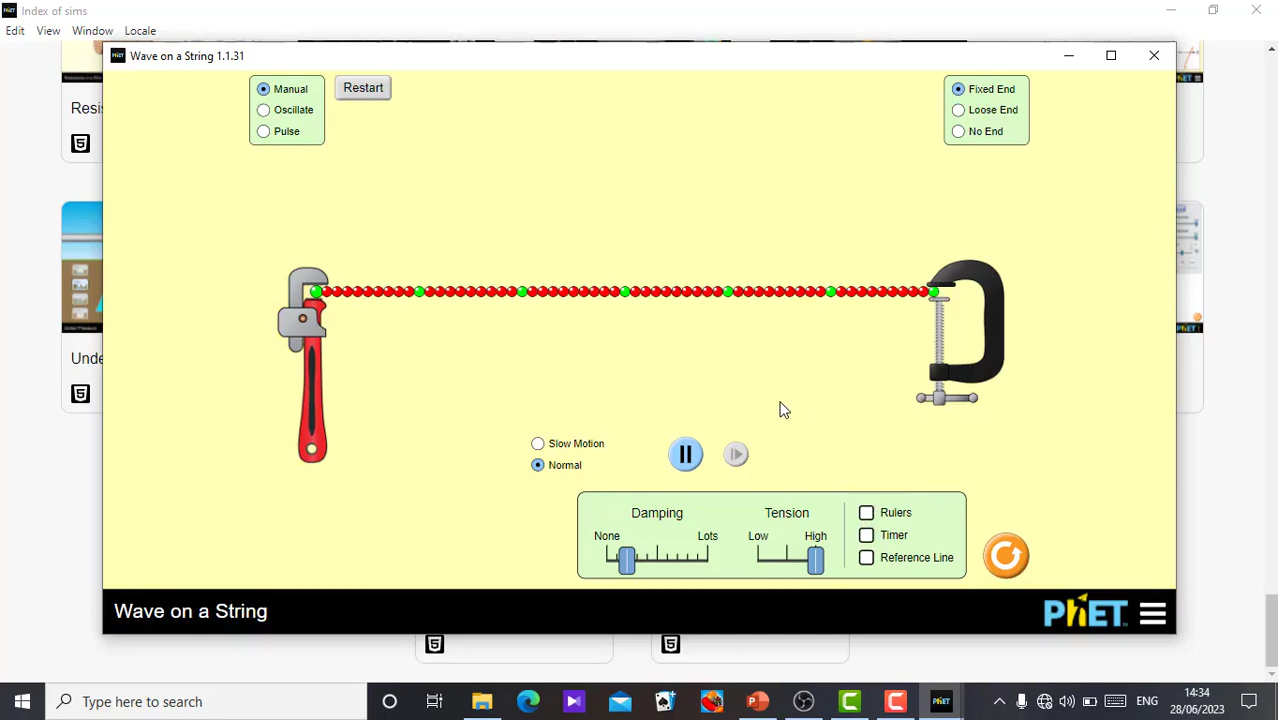 Index of sims
Edit View Window Locale
Wave on a String 1.1.31
Manual
Oscillate
Pulse
Restart
Fixed End
Loose End
No End
Resis
Unde
Slow Motion
Normal
Damping
None Lots
Tension
Low High
Rulers
Timer
Reference Line
Wave on a String
PhET
Type here to search
ENG
14:34
28/06/2023